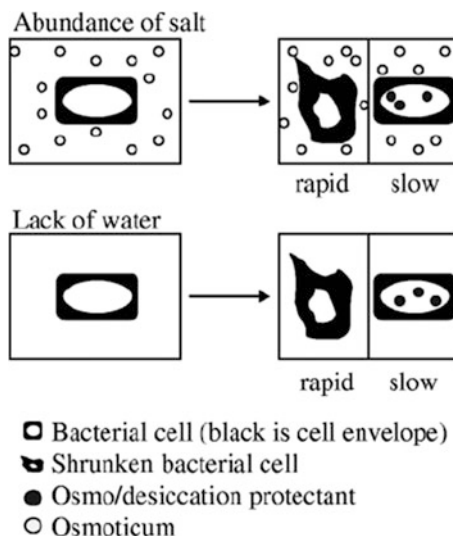 Abundance of salt
rapid slow
Lack of water
rapid slow
Bacterial cell (black is cell envelope)
Shrunken bacterial cell
Osmo/desiccation protectant
Osmoticum